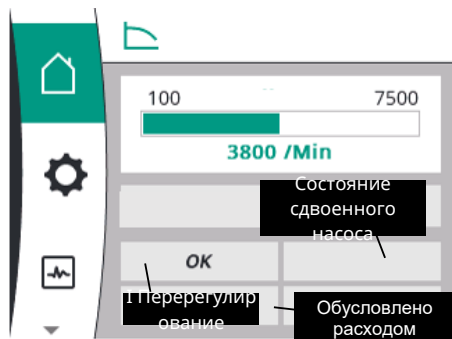 100 7500
3800 /Min
Состояние
сдвоенного
насоса
OK
I Перерегулир
ование
Обусловлено
расходом